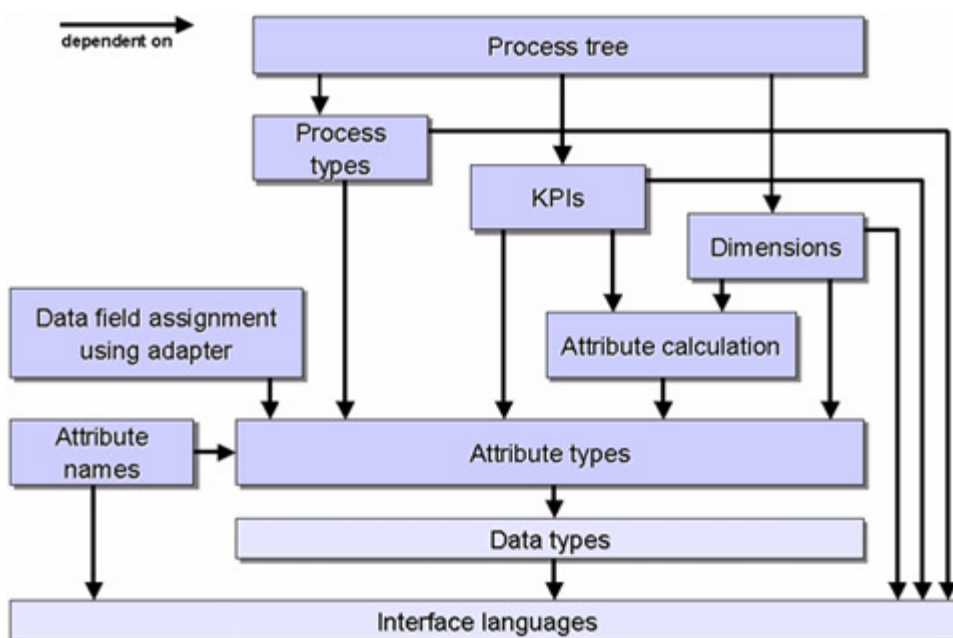 dependent on
Process tree
Process
types
KPIs
Dimensions
Data field assignment
using adapter
Attribute calculation
Attribute
names
Attribute types
Data types
Interface languages